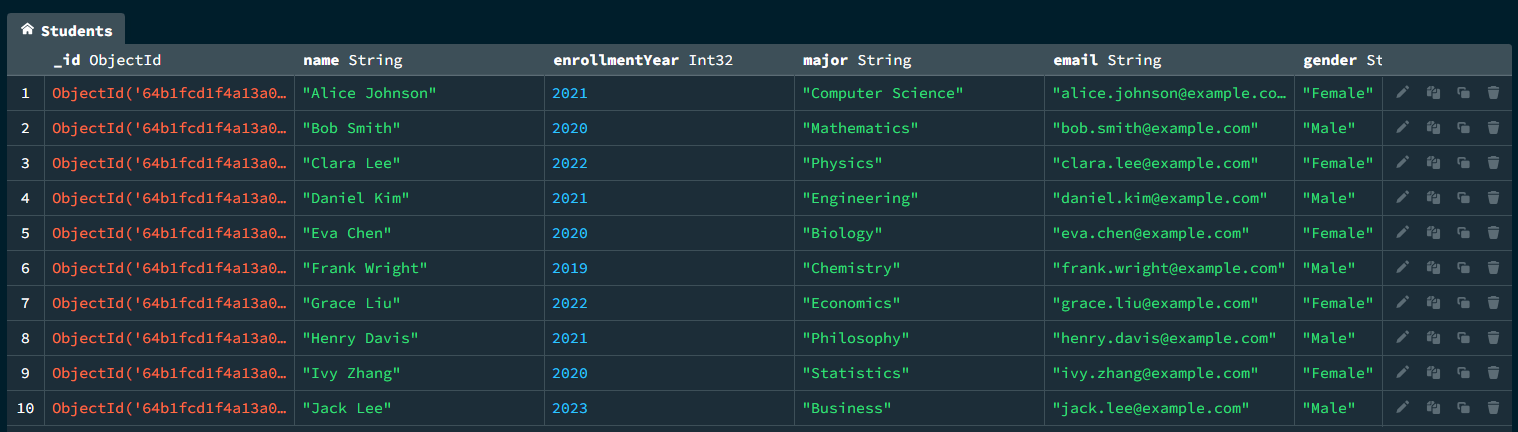 Students
_id ObjectId name String enrollmentYear Int32 major String email String gender St
1 ObjectId('64b1fcd1f4a13a0… "Alice Johnson" 2021 "Computer Science" "alice.johnson@example.co… "Female"
2 ObjectId('64b1fcd1f4a13a0… "Bob Smith" 2020 "Mathematics" "bob.smith@example.com" "Male"
3 ObjectId('64b1fcd1f4a13a0… "Clara Lee" 2022 "Physics" "clara.lee@example.com" "Female"
4 ObjectId('64b1fcd1f4a13a0… "Daniel Kim" 2021 "Engineering" "daniel.kim@example.com" "Male"
5 ObjectId('64b1fcd1f4a13a0… "Eva Chen" 2020 "Biology" "eva.chen@example.com" "Female"
6 ObjectId('64b1fcd1f4a13a0… "Frank Wright" 2019 "Chemistry" "frank.wright@example.com" "Male"
7 ObjectId('64b1fcd1f4a13a0… "Grace Liu" 2022 "Economics" "grace.liu@example.com" "Female"
8 ObjectId('64b1fcd1f4a13a0… "Henry Davis" 2021 "Philosophy" "henry.davis@example.com" "Male"
9 ObjectId('64b1fcd1f4a13a0… "Ivy Zhang" 2020 "Statistics" "ivy.zhang@example.com" "Female"
10 ObjectId('64b1fcd1f4a13a0… "Jack Lee" 2023 "Business" "jack.lee@example.com" "Male"